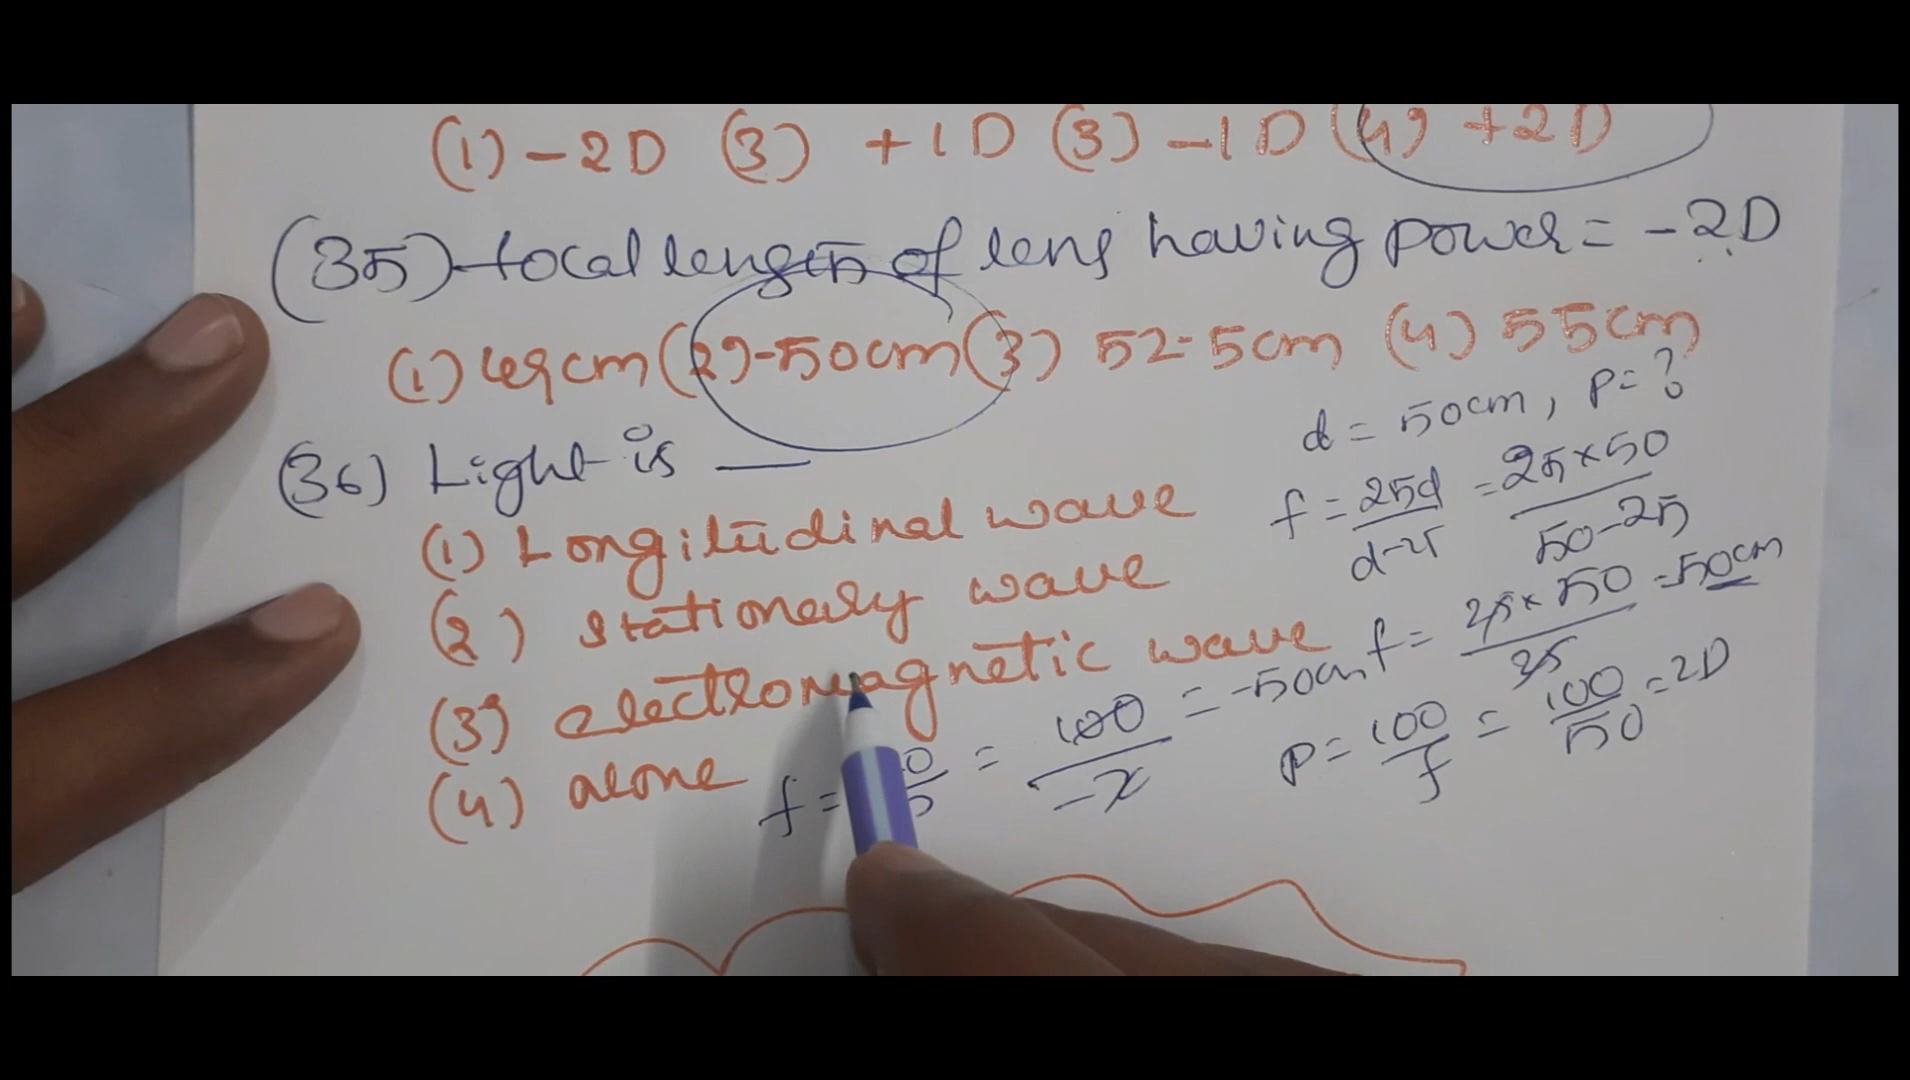 (1) -2D (3) +1D (3) -1D (4) +2D
(35) focal length of lens having power = -2D
(1) 49cm (2) -50cm (3) 52.5cm (4) 55cm
d = 50cm, P = ?
(36) Light is
f = 25d / d-25 = 25×50 / 50-25
(1) Longitudinal wave
(2) stationary wave
f = 25×50 / 25 = 50cm
(3) electromagnetic wave
(4) alone
f = = 100 / -2 = -50cm
P = 100 / f = 100 / 50 = 2D